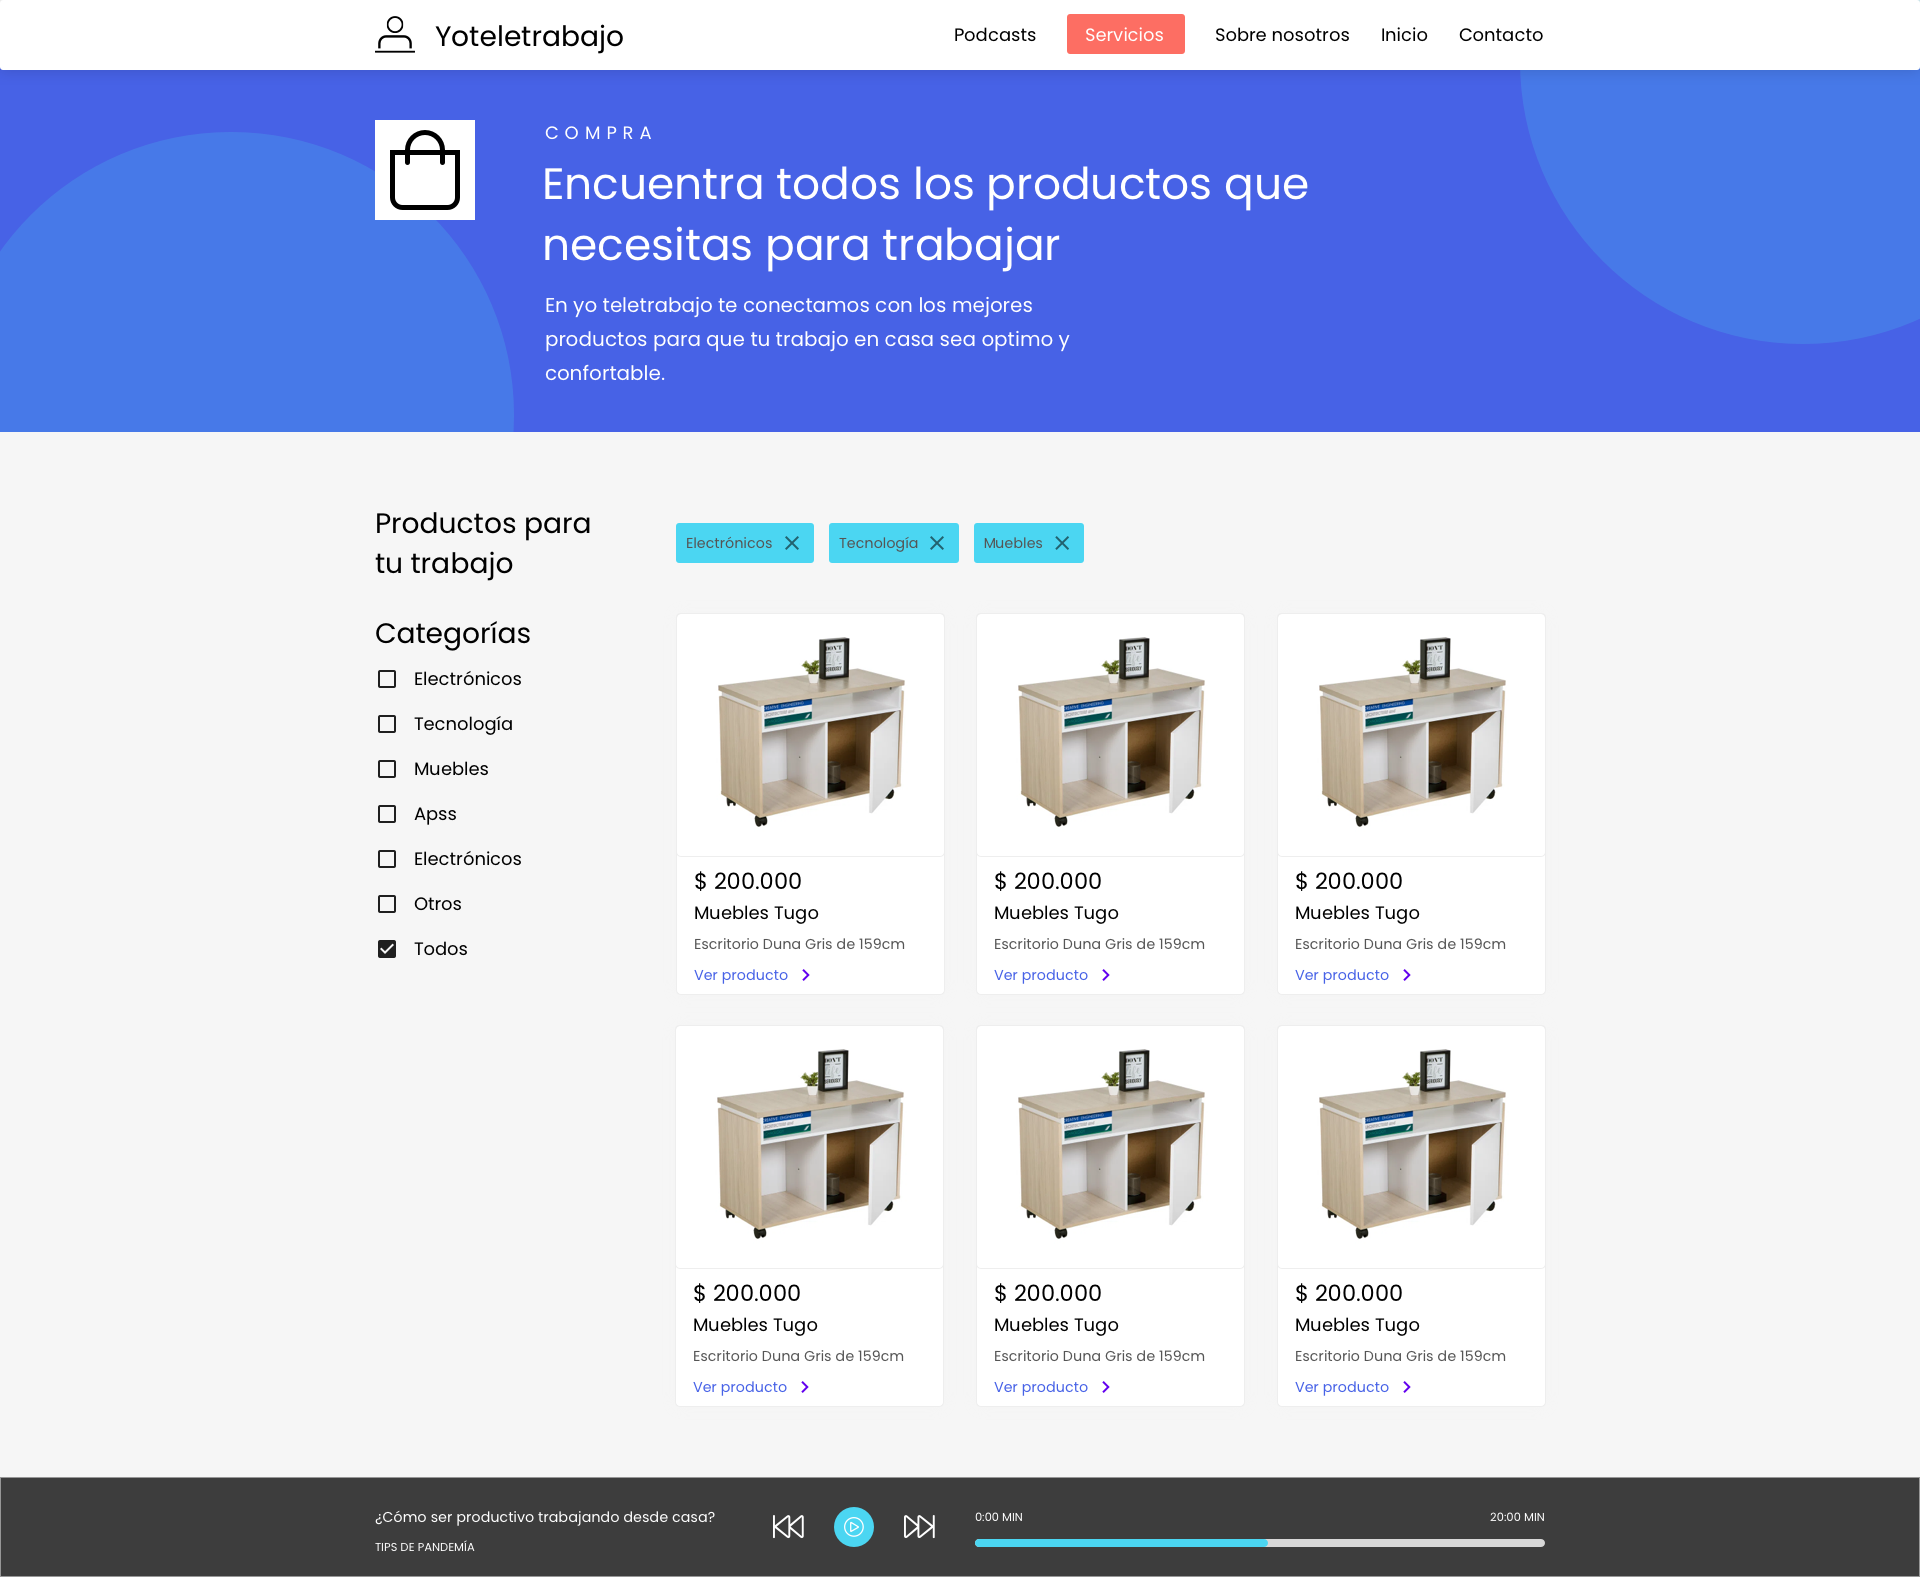 Yoteletrabajo
Podcasts
Servicios
Sobre nosotros
Inicio
Contacto
COMPRA
Encuentra todos los productos que
necesitas para trabajar
En yo teletrabajo te conectamos con los mejores
productos para que tu trabajo en casa sea optimo y
confortable.
Productos para
tu trabajo
Categorías
Electrónicos
Tecnología
Muebles
Apss
Electrónicos
Otros
Todos
Electrónicos
Tecnología
Muebles
$ 200.000
Muebles Tugo
Escritorio Duna Gris de 159cm
Ver producto
$ 200.000
Muebles Tugo
Escritorio Duna Gris de 159cm
Ver producto
$ 200.000
Muebles Tugo
Escritorio Duna Gris de 159cm
Ver producto
$ 200.000
Muebles Tugo
Escritorio Duna Gris de 159cm
Ver producto
$ 200.000
Muebles Tugo
Escritorio Duna Gris de 159cm
Ver producto
$ 200.000
Muebles Tugo
Escritorio Duna Gris de 159cm
Ver producto
¿Cómo ser productivo trabajando desde casa?
TIPS DE PANDEMÍA
0:00 MIN
20:00 MIN